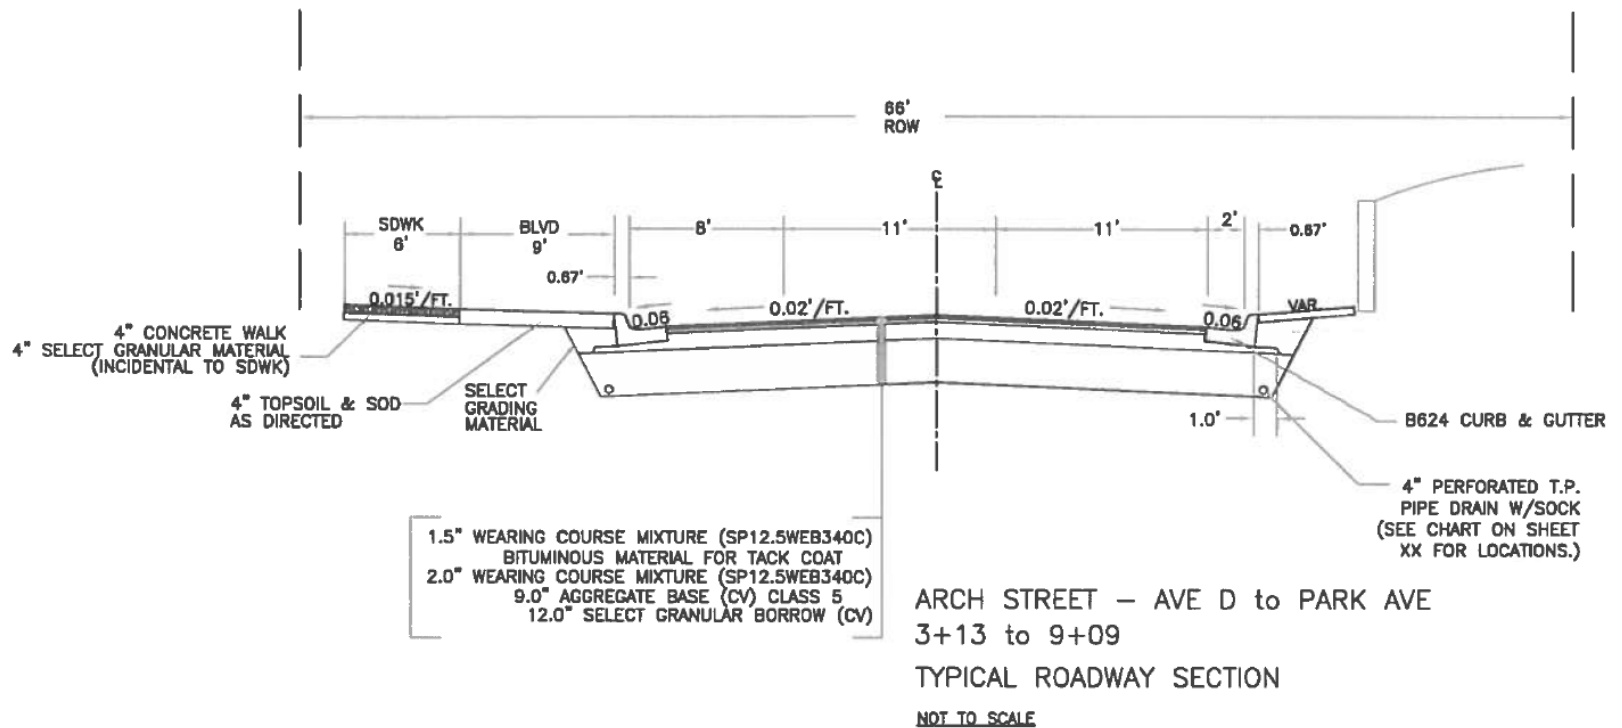 66'
ROW
℄
SDWK
6'
BLVD
9'
8'
11'
11'
2'
0.67'
0.67'
0.015'/FT.
0.06
0.02'/FT.
0.02'/FT.
0.06
VAR.
4" CONCRETE WALK
4" SELECT GRANULAR MATERIAL
(INCIDENTAL TO SDWK)
4" TOPSOIL & SOD
AS DIRECTED
SELECT
GRADING
MATERIAL
1.0'
B624 CURB & GUTTER
4" PERFORATED T.P.
PIPE DRAIN W/SOCK
(SEE CHART ON SHEET
XX FOR LOCATIONS.)
1.5" WEARING COURSE MIXTURE (SP12.5WEB340C)
BITUMINOUS MATERIAL FOR TACK COAT
2.0" WEARING COURSE MIXTURE (SP12.5WEB340C)
9.0" AGGREGATE BASE (CV) CLASS 5
12.0" SELECT GRANULAR BORROW (CV)
ARCH STREET – AVE D to PARK AVE
3+13 to 9+09
TYPICAL ROADWAY SECTION
NOT TO SCALE